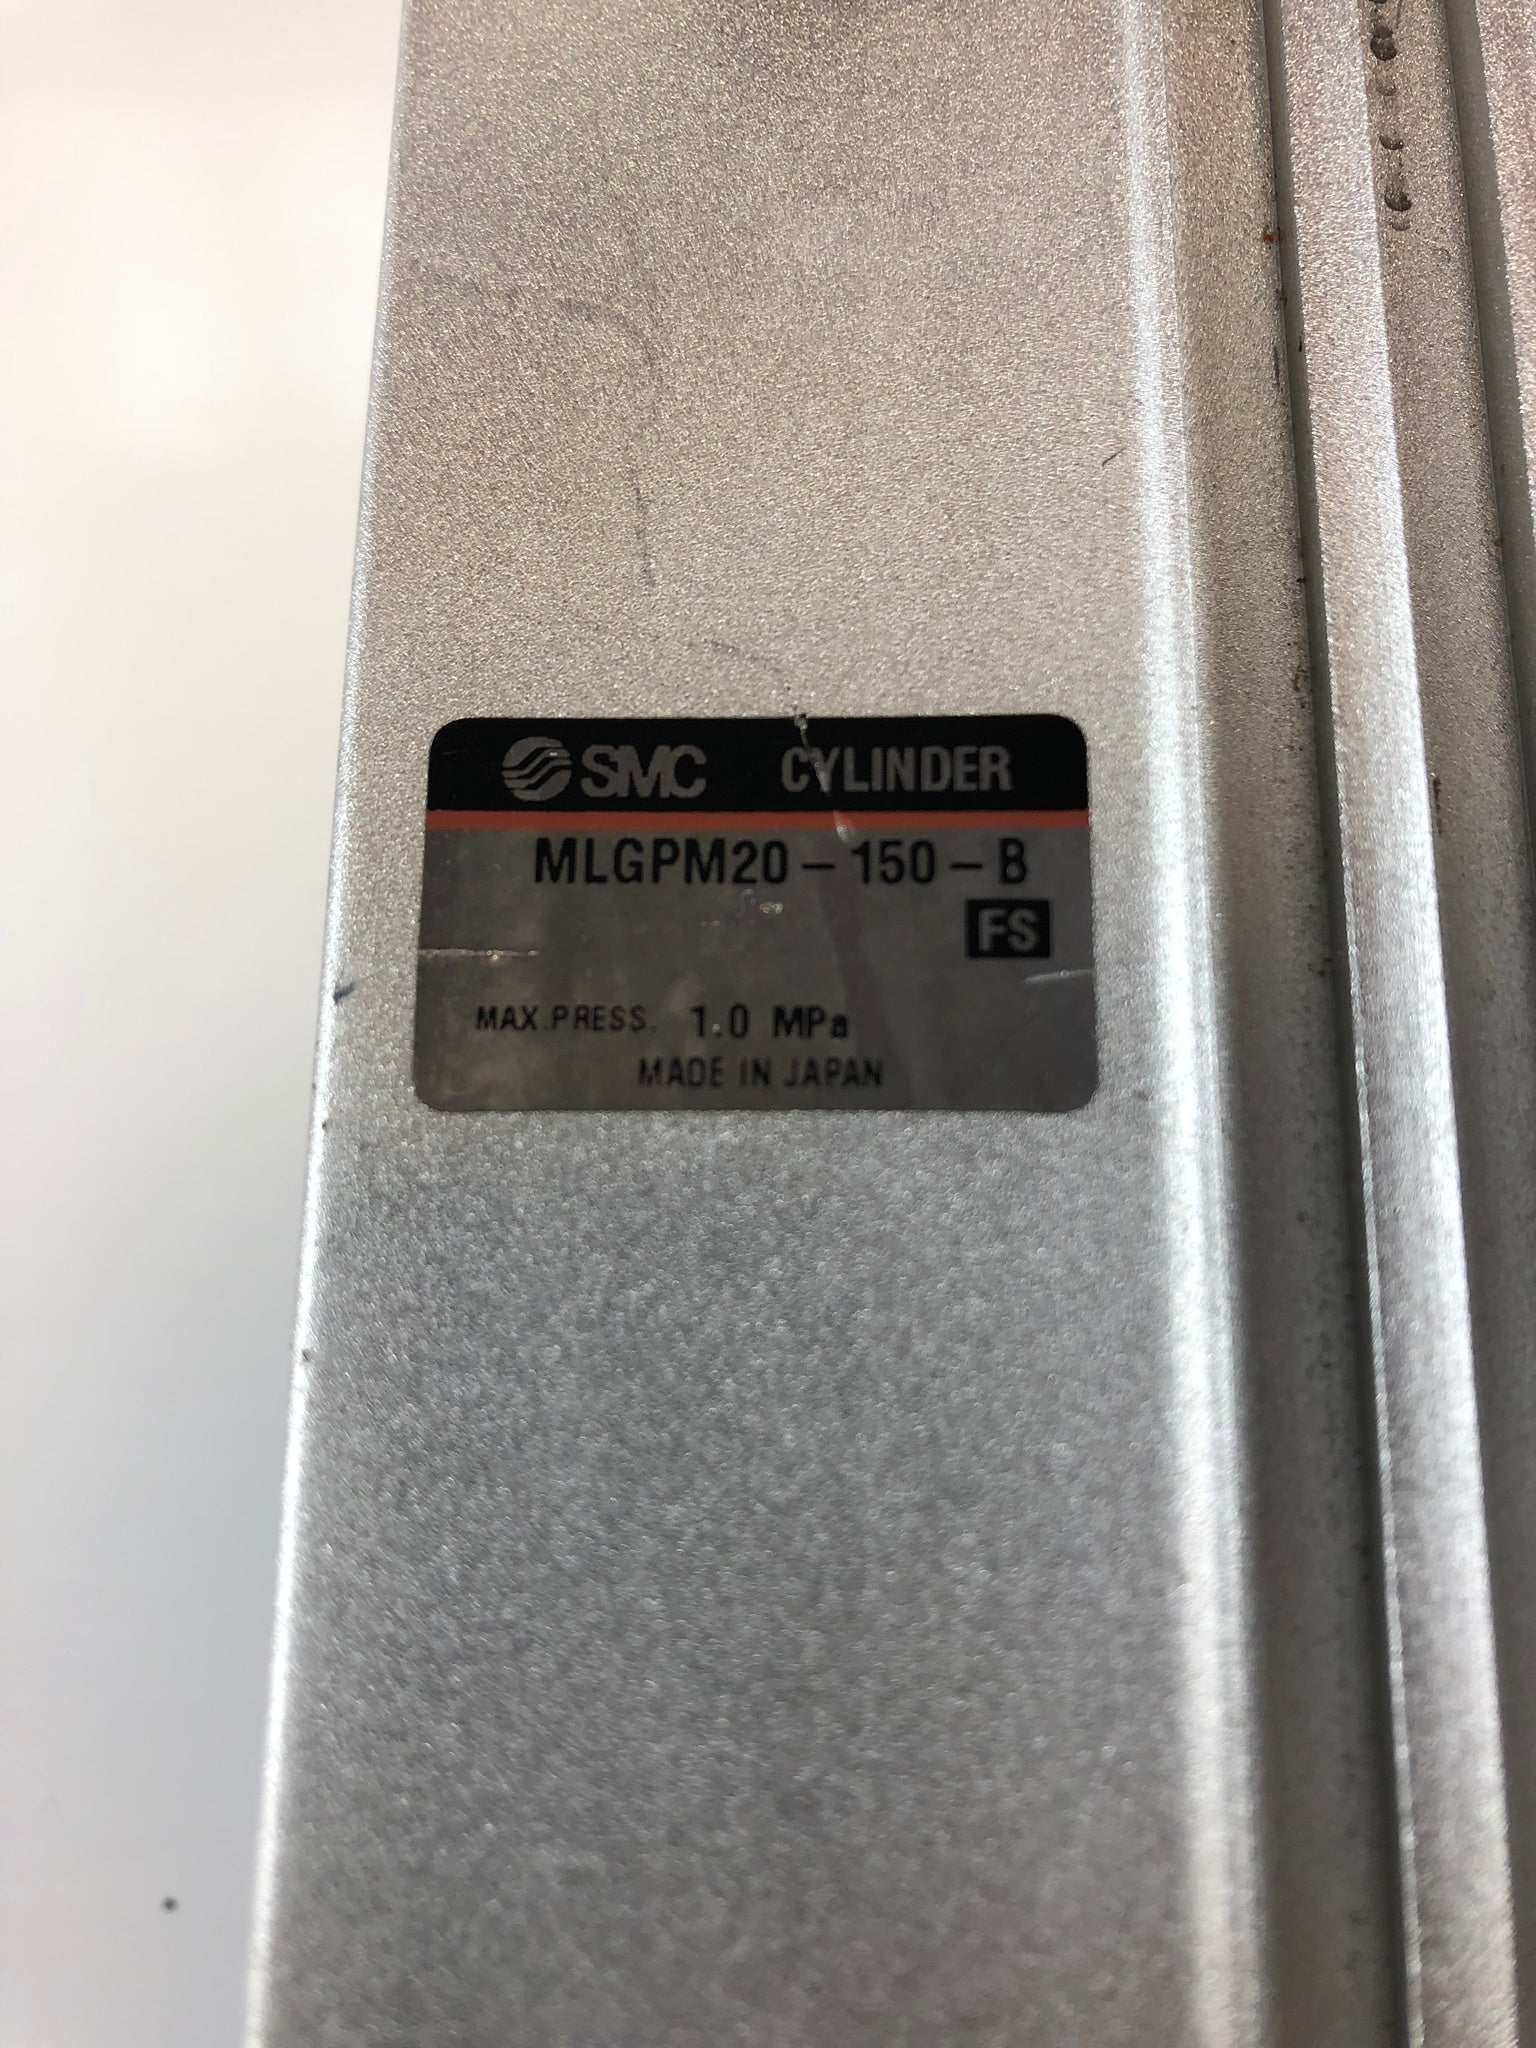 SMC CYLINDER
MLGPM20-150-B
FS
MAX.PRESS. 1.0 MPa
MADE IN JAPAN